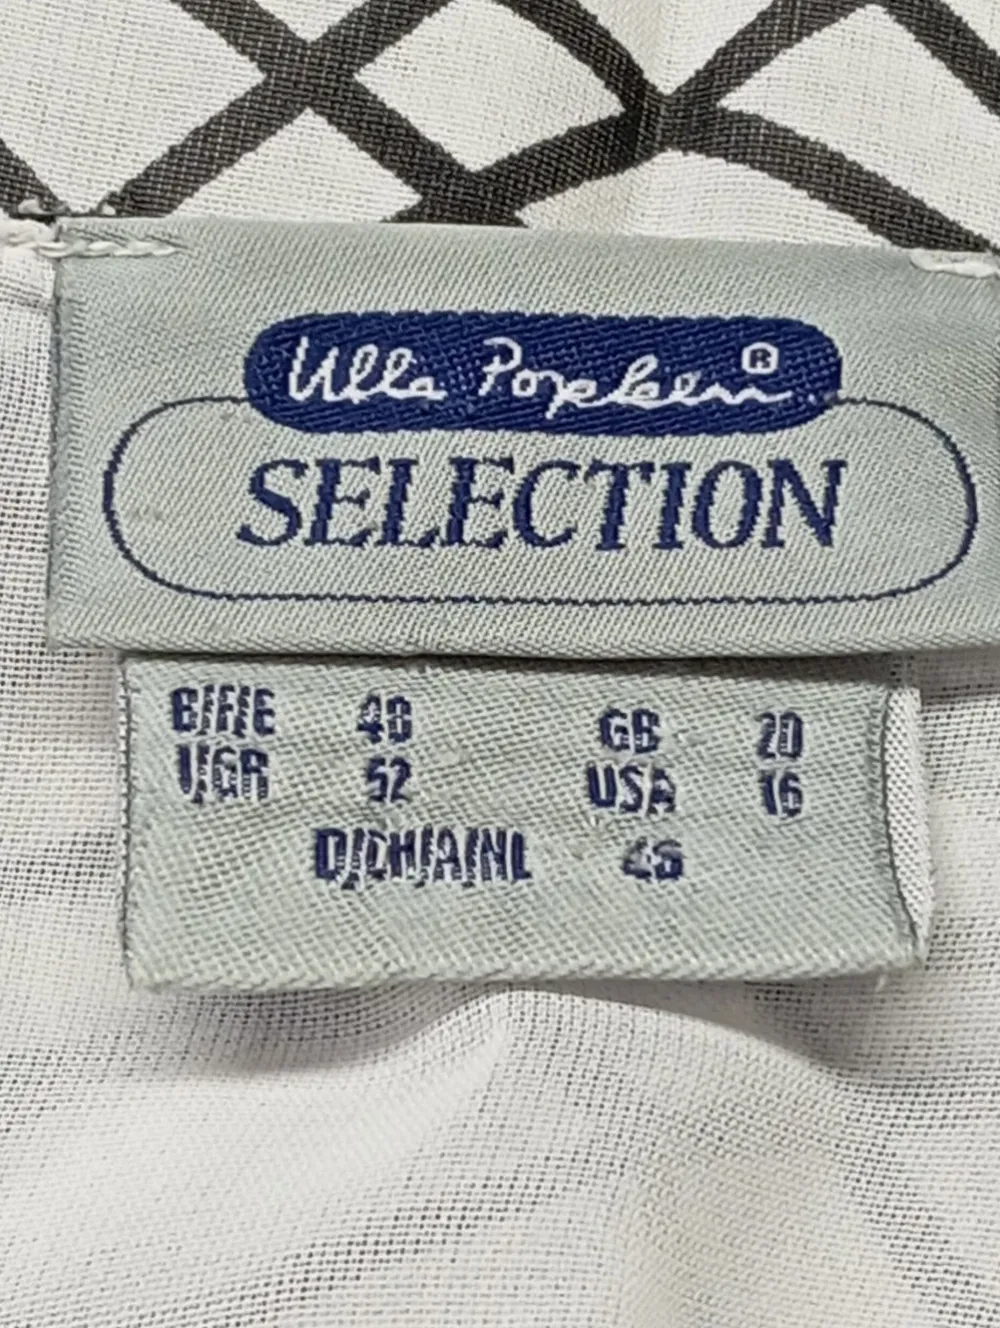 Ulla Popken®
SELECTION
B/F/E 48 GB 20
I/GR 52 USA 16
D/CH/A/NL 46